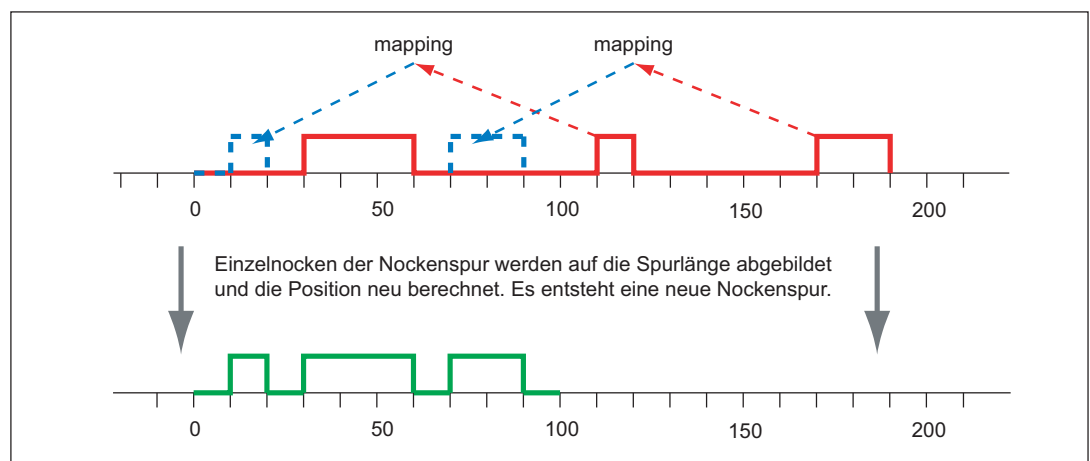 mapping mapping
0 50 100 150 200
Einzelnocken der Nockenspur werden auf die Spurlänge abgebildet
und die Position neu berechnet. Es entsteht eine neue Nockenspur.
0 50 100 150 200